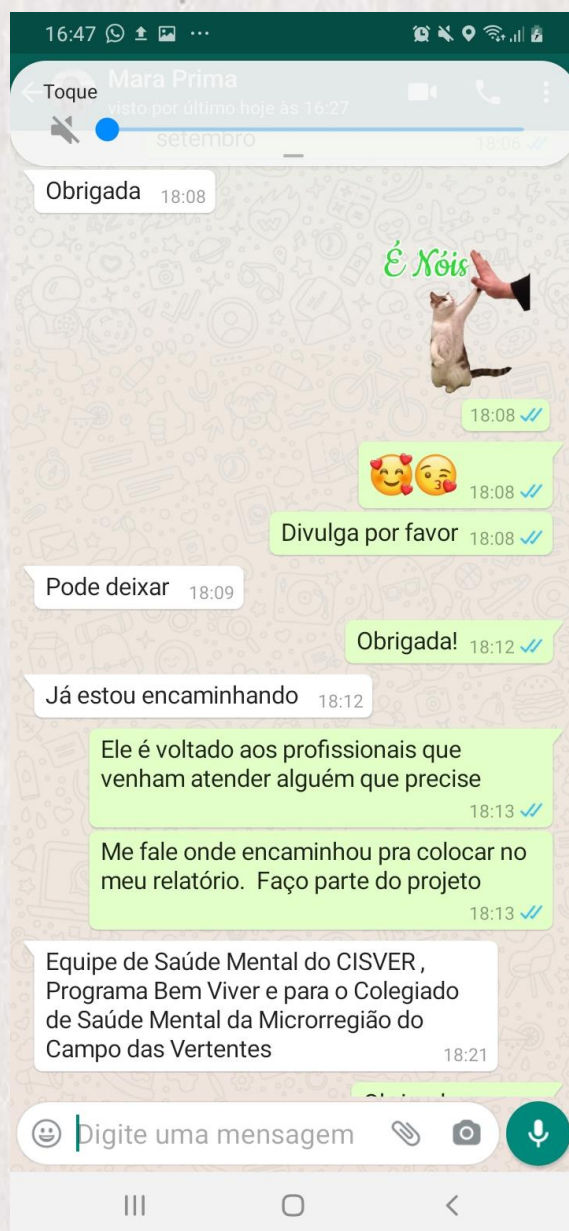 16:47
Mara Prima
Toque
visto por último hoje às 16:27
setembro 18:06
Obrigada 18:08
É Nóis
18:08
18:08
Divulga por favor 18:08
Pode deixar 18:09
Obrigada! 18:12
Já estou encaminhando 18:12
Ele é voltado aos profissionais que
venham atender alguém que precise
18:13
Me fale onde encaminhou pra colocar no
meu relatório. Faço parte do projeto
18:13
Equipe de Saúde Mental do CISVER ,
Programa Bem Viver e para o Colegiado
de Saúde Mental da Microrregião do
Campo das Vertentes 18:21
Digite uma mensagem